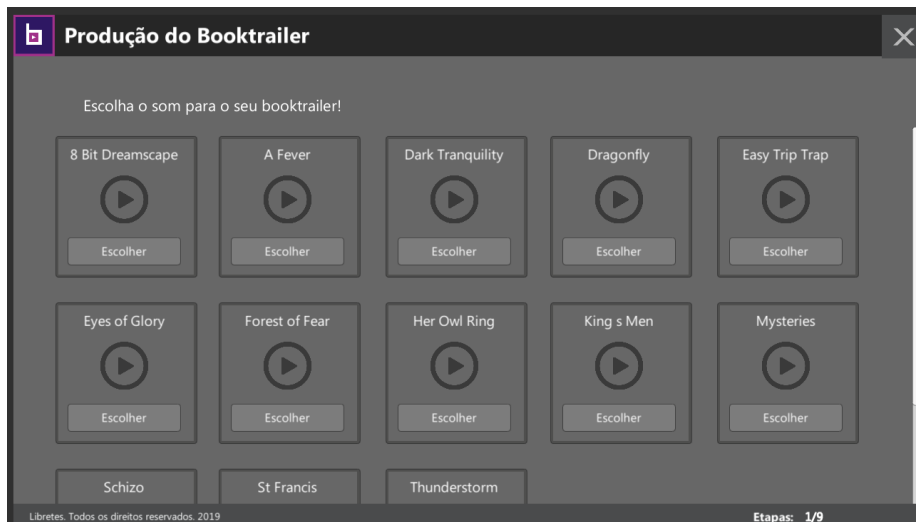 Produção do Booktrailer
Escolha o som para o seu booktrailer!
8 Bit Dreamscape
A Fever
Dark Tranquility
Dragonfly
Easy Trip Trap
Escolher
Escolher
Escolher
Escolher
Escolher
Eyes of Glory
Forest of Fear
Her Owl Ring
King s Men
Mysteries
Escolher
Escolher
Escolher
Escolher
Escolher
Schizo
St Francis
Thunderstorm
Libretes. Todos os direitos reservados. 2019
Etapas: 1/9